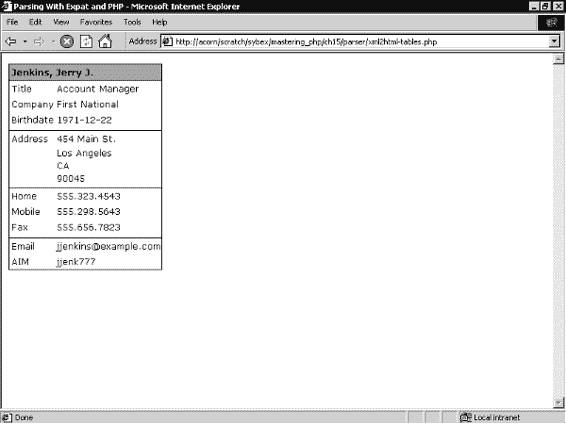 Parsing With Expat and PHP - Microsoft Internet Explorer
File Edit View Favorites Tools Help
Address http://acorn/scratch/sybex/mastering_php/ch15/parser/xml2html-tables.php
Jenkins, Jerry J.
Title Account Manager
Company First National
Birthdate 1971-12-22
Address 454 Main St.
Los Angeles
CA
90045
Home 555.323.4543
Mobile 555.298.5643
Fax 555.656.7823
Email jjenkins@example.com
AIM jjenk777
Done Local intranet